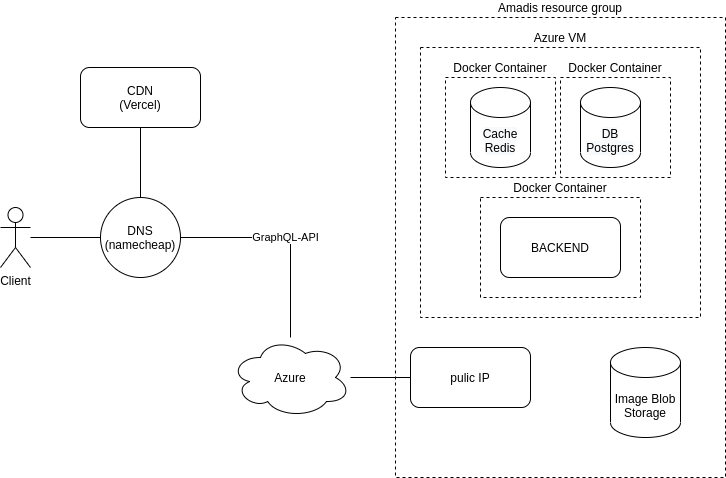 Amadis resource group
Azure VM
Docker Container
Docker Container
CDN
(Vercel)
Cache
Redis
DB
Postgres
Docker Container
DNS
(namecheap)
GraphQL-API
BACKEND
Client
Azure
pulic IP
Image Blob
Storage